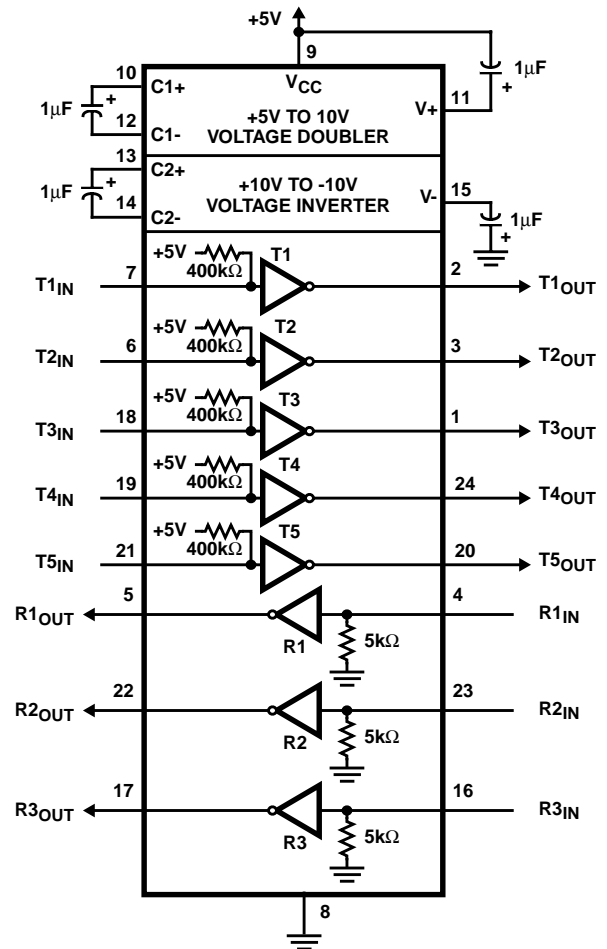 +5V
9
VCC
1µF
+
10
C1+
1µF
+
12
C1-
+5V TO 10V
VOLTAGE DOUBLER
V+
11
13
C2+
1µF
+
14
C2-
+10V TO -10V
VOLTAGE INVERTER
V-
15
1µF
+
T1IN
7
+5V
400kΩ
T1
2
T1OUT
T2IN
6
+5V
400kΩ
T2
3
T2OUT
T3IN
18
+5V
400kΩ
T3
1
T3OUT
T4IN
19
+5V
400kΩ
T4
24
T4OUT
T5IN
21
+5V
400kΩ
T5
20
T5OUT
R1OUT
5
R1
5kΩ
4
R1IN
R2OUT
22
R2
5kΩ
23
R2IN
R3OUT
17
R3
5kΩ
16
R3IN
8